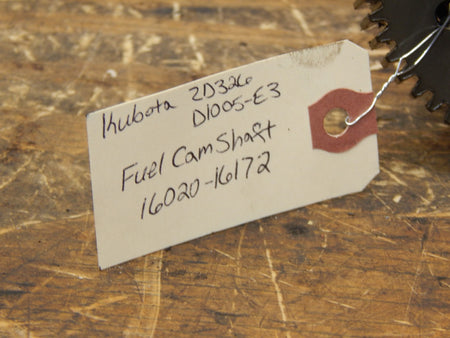 Kubota ZD326
D1005-E3
Fuel Cam Shaft
16020-16172